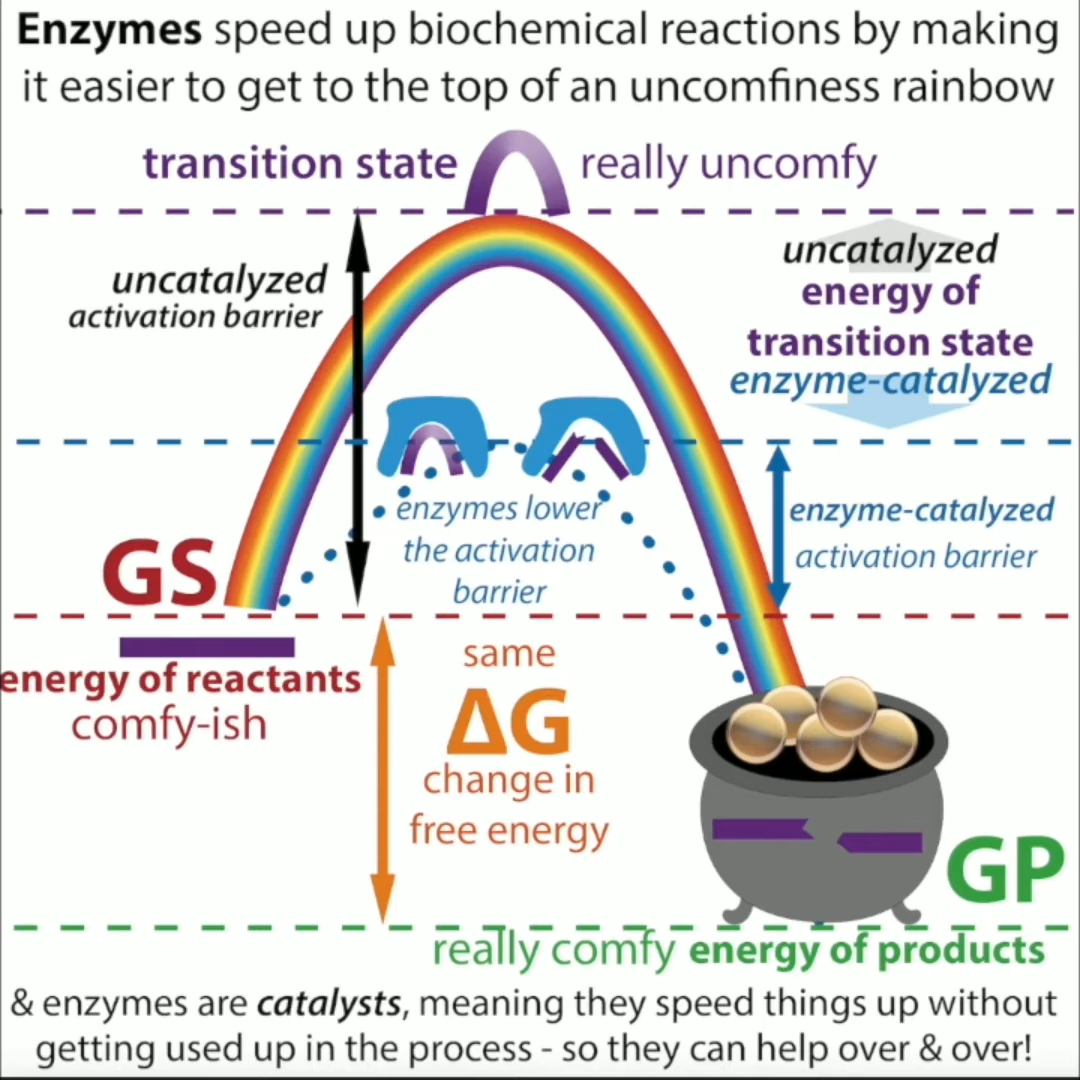 Enzymes speed up biochemical reactions by making
it easier to get to the top of an uncomfiness rainbow
transition state
really uncomfy
uncatalyzed
activation barrier
uncatalyzed
energy of
transition state
enzyme-catalyzed
enzymes lower
the activation
barrier
enzyme-catalyzed
activation barrier
GS
energy of reactants
comfy-ish
same
ΔG
change in
free energy
GP
really comfy energy of products
& enzymes are catalysts, meaning they speed things up without
getting used up in the process - so they can help over & over!